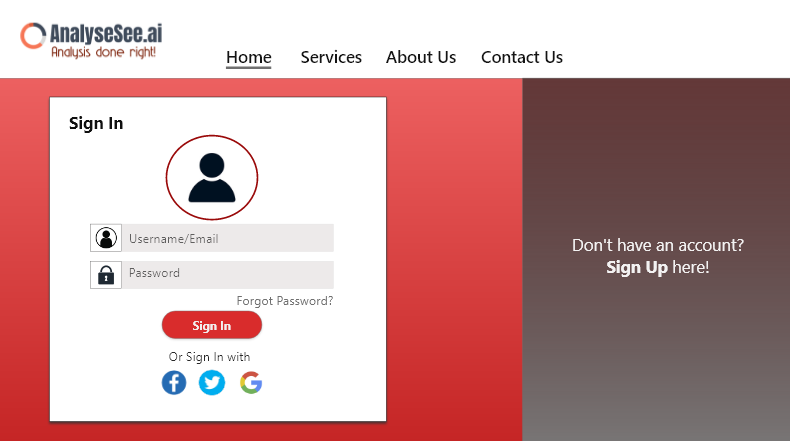 AnalyseSee.ai
Analysis done right!
Home Services About Us Contact Us
Sign In
Username/Email
Password
Forgot Password?
Sign In
Or Sign In with
Don't have an account?
Sign Up here!